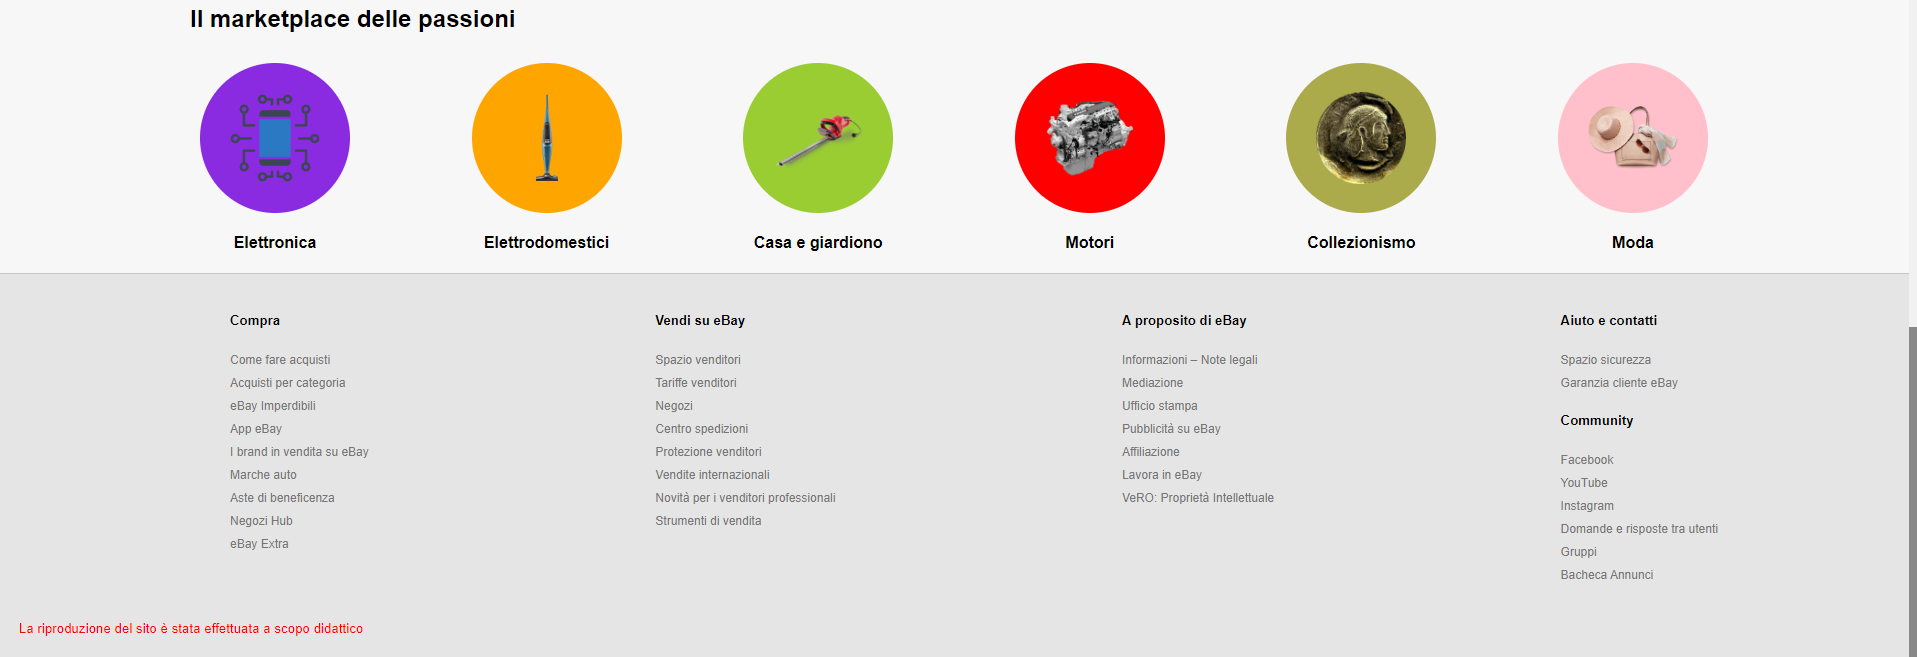 Il marketplace delle passioni
Elettronica
Elettrodomestici
Casa e giardiono
Motori
Collezionismo
Moda
Compra
Come fare acquisti
Acquisti per categoria
eBay Imperdibili
App eBay
I brand in vendita su eBay
Marche auto
Aste di beneficenza
Negozi Hub
eBay Extra
Vendi su eBay
Spazio venditori
Tariffe venditori
Negozi
Centro spedizioni
Protezione venditori
Vendite internazionali
Novità per i venditori professionali
Strumenti di vendita
A proposito di eBay
Informazioni – Note legali
Mediazione
Ufficio stampa
Pubblicità su eBay
Affiliazione
Lavora in eBay
VeRO: Proprietà Intellettuale
Aiuto e contatti
Spazio sicurezza
Garanzia cliente eBay
Community
Facebook
YouTube
Instagram
Domande e risposte tra utenti
Gruppi
Bacheca Annunci
La riproduzione del sito è stata effettuata a scopo didattico